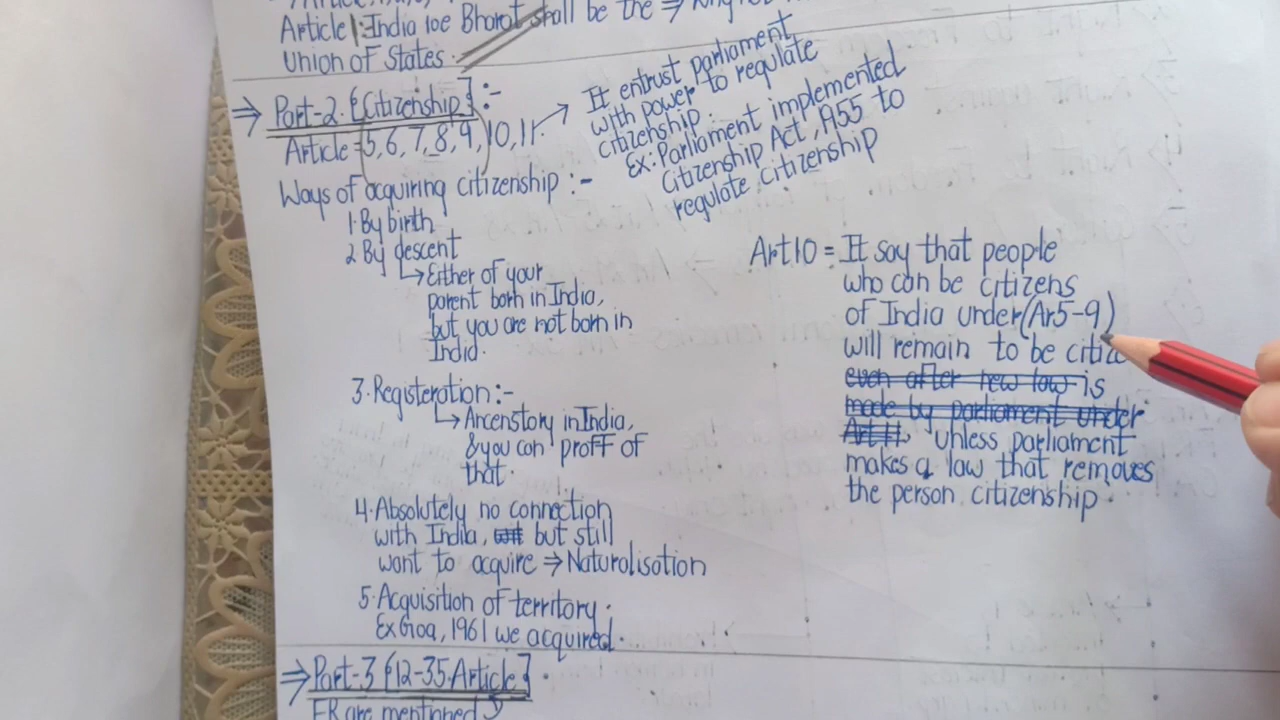 Article 1: India ioe Bharat shall be the ⇒
Union of States.
⇒ Part-2 {Citizenship} :-
Article = 5, 6, 7, 8, 9, 10, 11 → It entrust parliament
with power to regulate
citizenship.
Ex: Parliament implemented
Citizenship Act, 1955 to
regulate citizenship
Ways of acquiring citizenship :-
1. By birth
2. By descent
↳ Either of your
parent born in India,
but you are not born in
India.
3. Registeration :-
↳ Ancenstory in India,
& you can proff of
that.
4. Absolutely no connection
with India, but still
want to acquire ⇒ Naturalisation
5. Acquisition of territory.
Ex Goa, 1961 we acquired.
Art 10 = It say that people
who can be citizens
of India under (Ar 5-9)
will remain to be
even after new law is
made by parliament under
Art 11. unless parliament
makes a law that removes
the person citizenship.
⇒ Part-3 {12-35 Article}
FR are mentioned